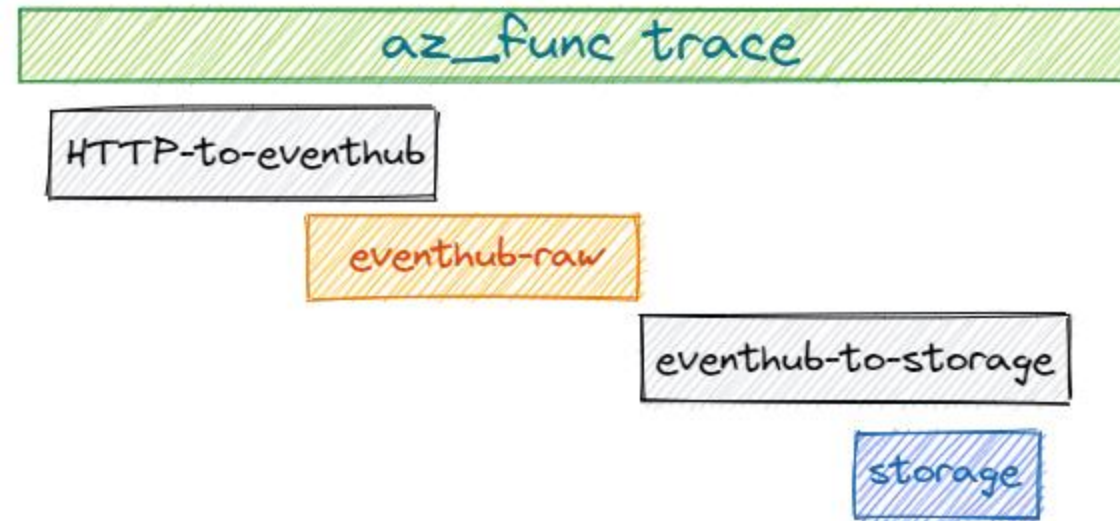 az_func trace
HTTP-to-eventhub
eventhub-raw
eventhub-to-storage
storage